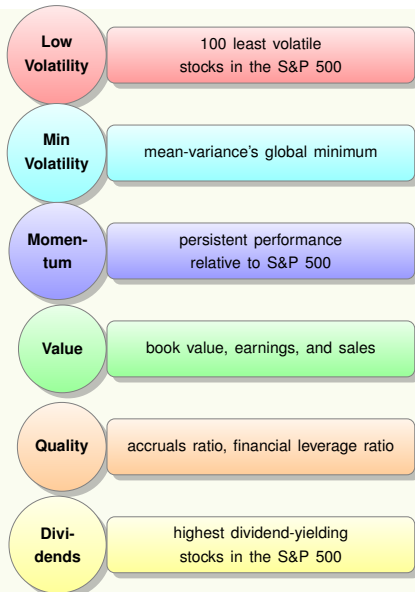 Low
Volatility
100 least volatile
stocks in the S&P 500
Min
Volatility
mean-variance's global minimum
Momen-
tum
persistent performance
relative to S&P 500
Value
book value, earnings, and sales
Quality
accruals ratio, financial leverage ratio
Divi-
dends
highest dividend-yielding
stocks in the S&P 500